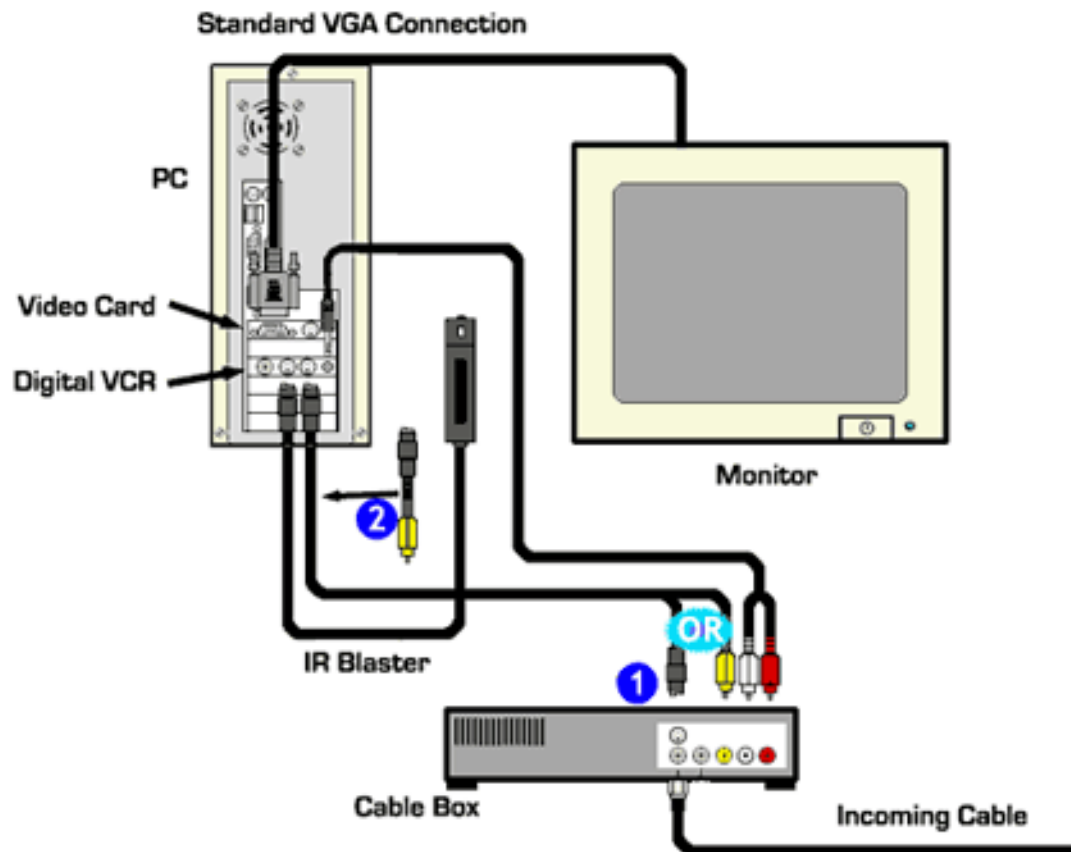 Standard VGA Connection
PC
Video Card
Digital VCR
Monitor
2
OR
IR Blaster
1
Cable Box
Incoming Cable